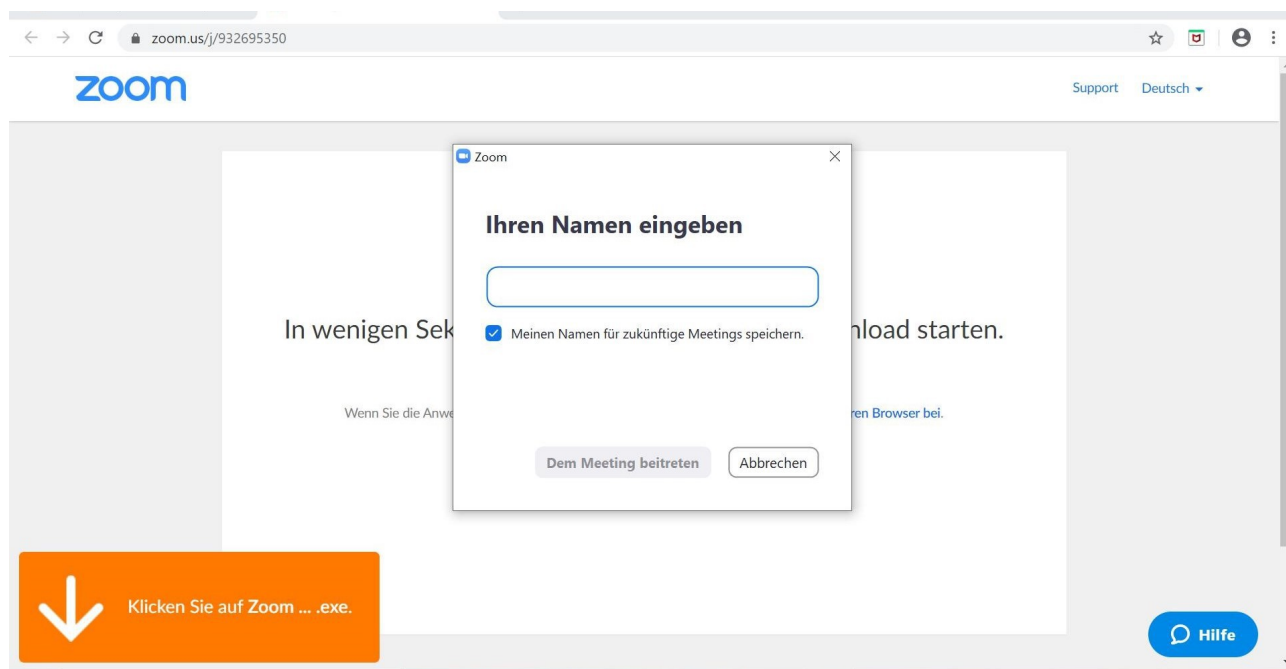 zoom.us/j/932695350
zoom
Support Deutsch
Zoom
Ihren Namen eingeben
Meinen Namen für zukünftige Meetings speichern.
In wenigen Sek
nload starten.
Wenn Sie die Anwe
ren Browser bei.
Dem Meeting beitreten Abbrechen
Klicken Sie auf Zoom ... .exe.
Hilfe